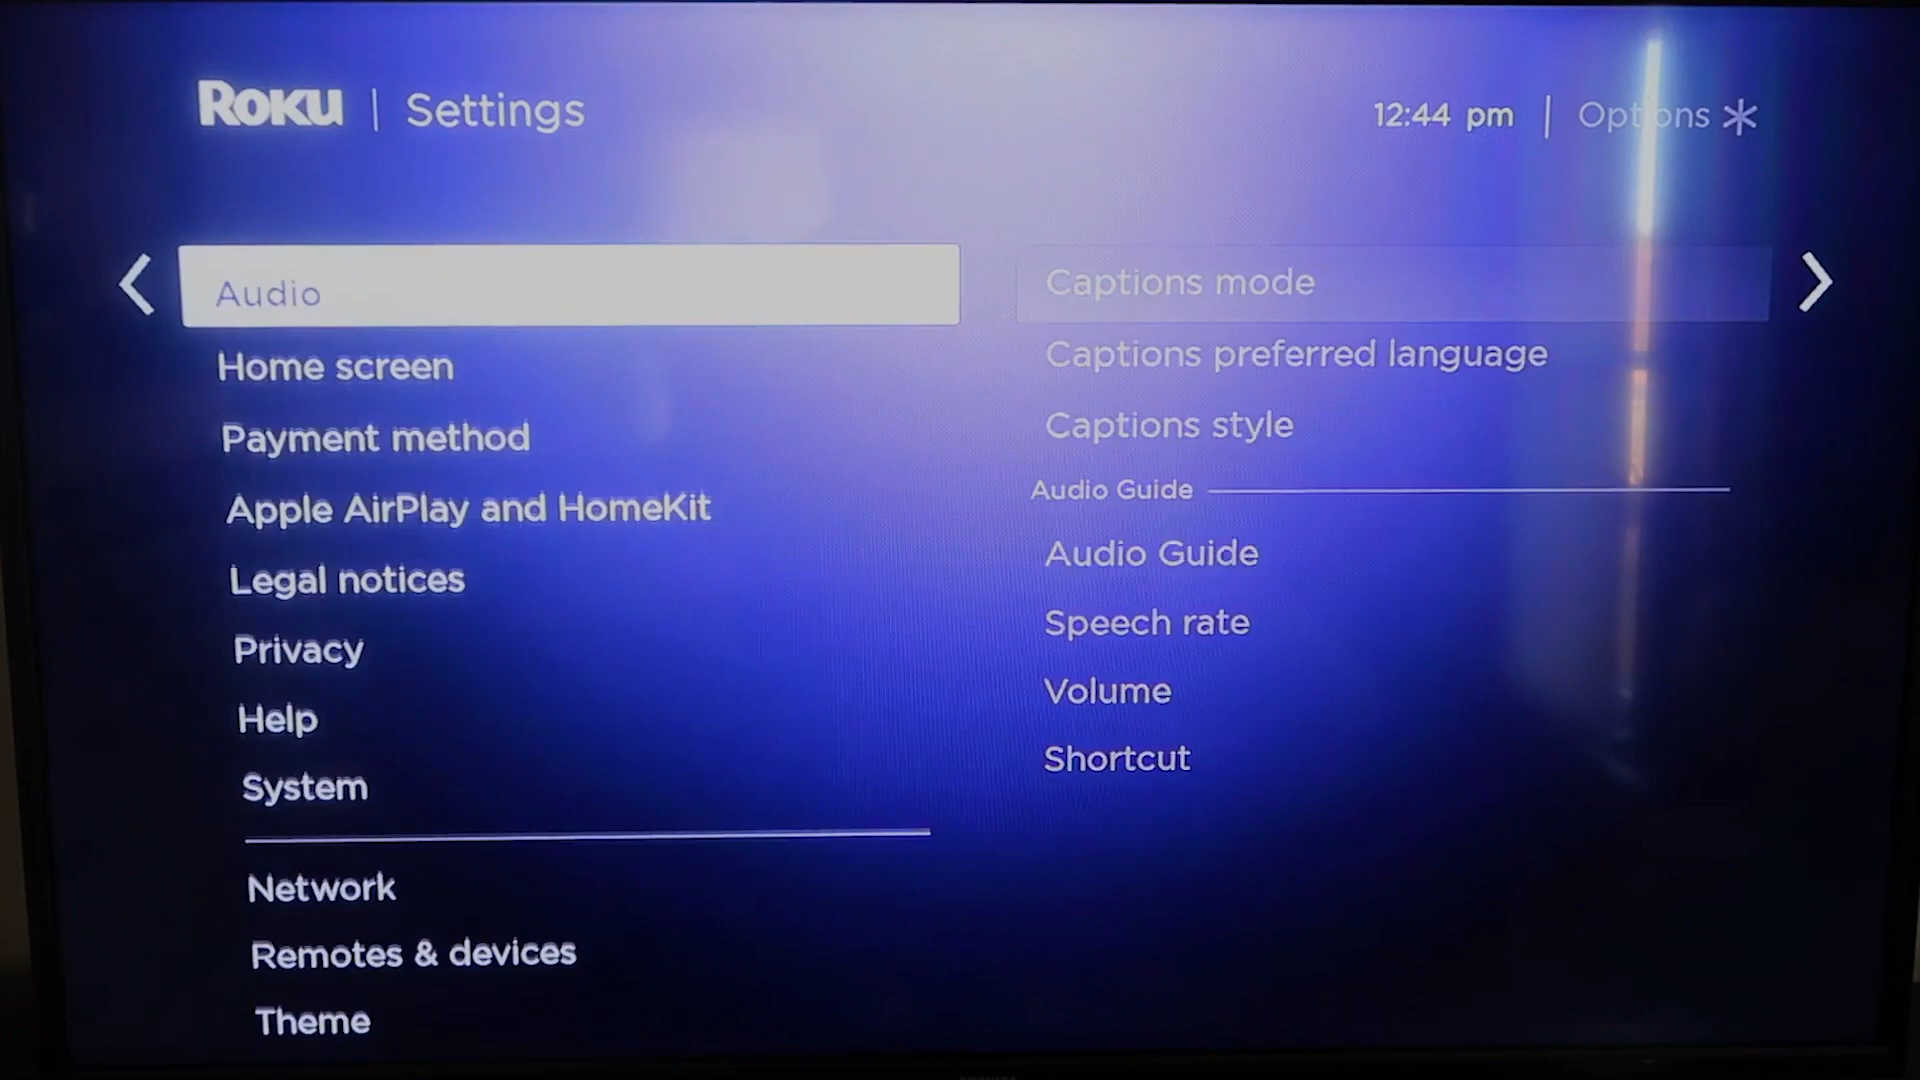 Roku | Settings
12:44 pm | Options *
Audio
Home screen
Payment method
Apple AirPlay and HomeKit
Legal notices
Privacy
Help
System
Network
Remotes & devices
Theme
Captions mode
Captions preferred language
Captions style
Audio Guide
Audio Guide
Speech rate
Volume
Shortcut